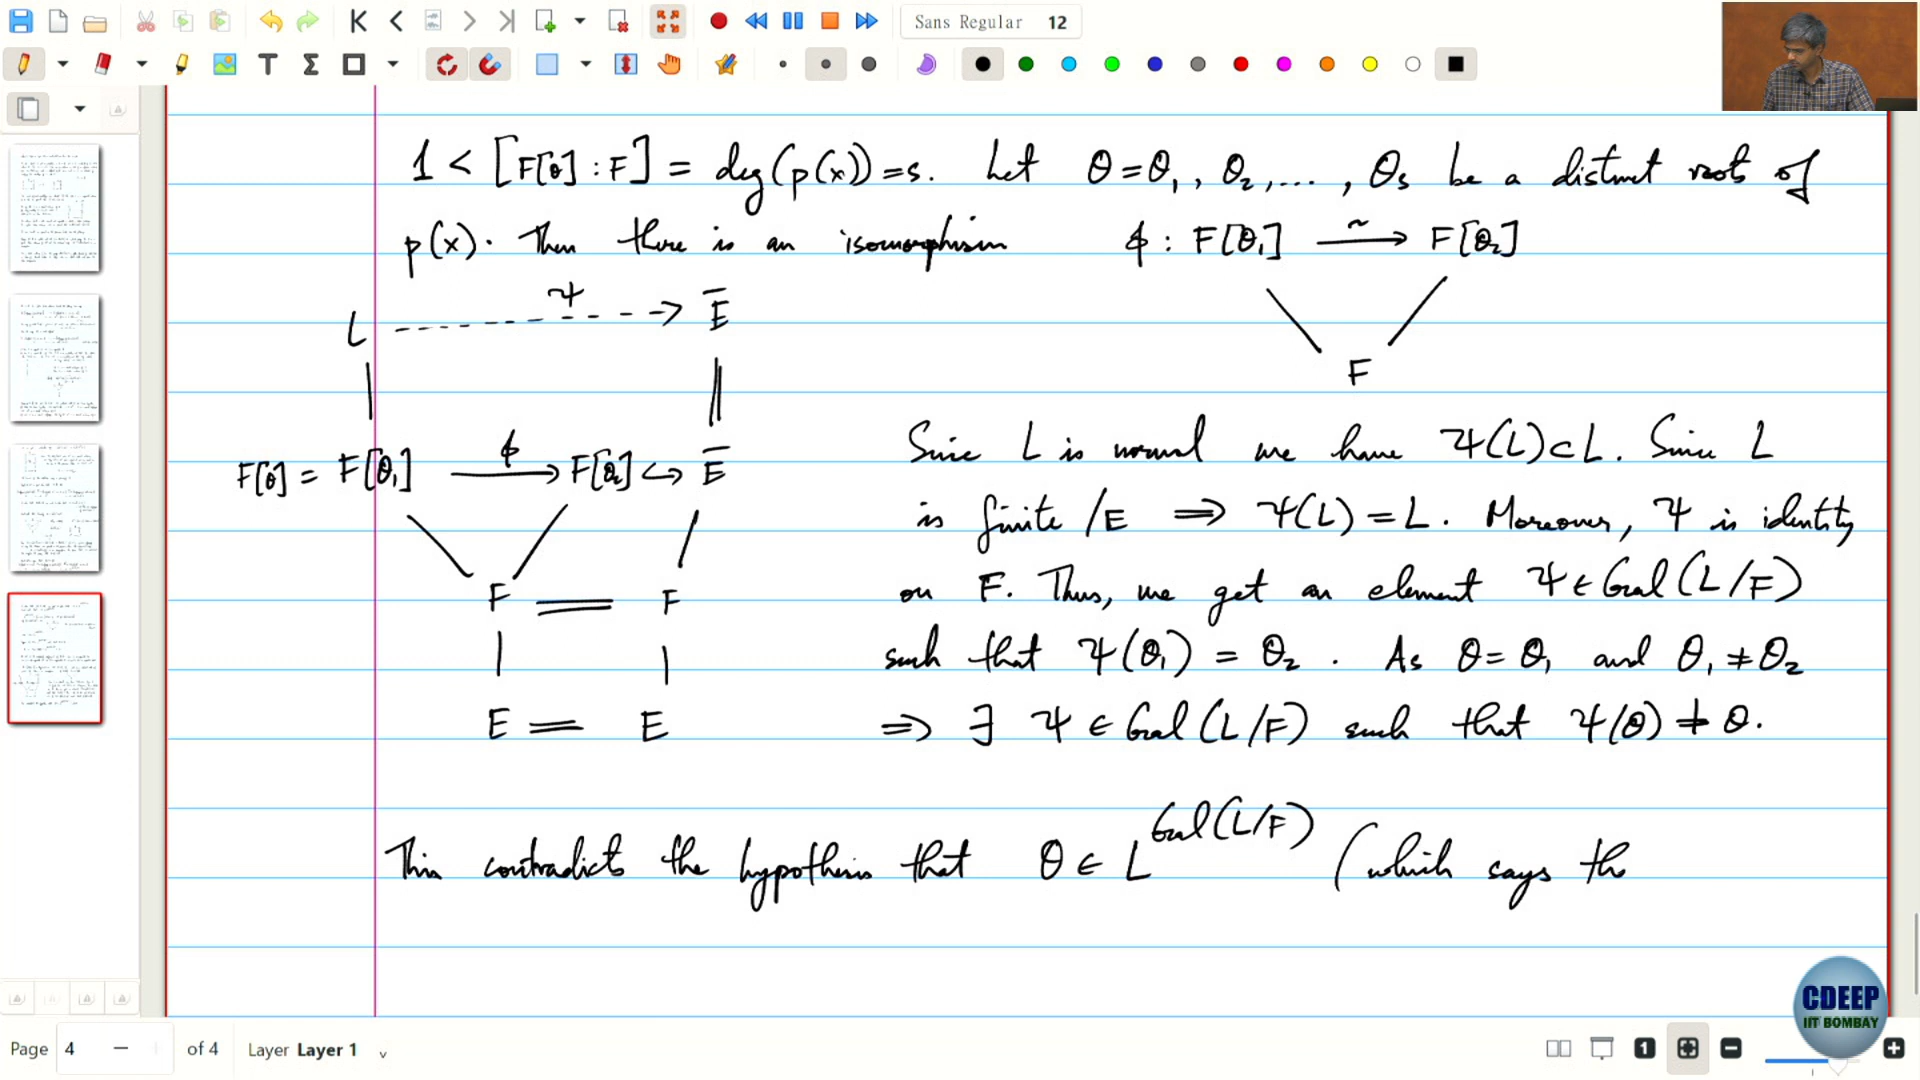 Sans Regular 12
1 < [F[θ] : F] = deg(p(x)) = s. Let θ = θ₁, θ₂, ..., θₛ be a distinct roots of
p(x). Then there is an isomorphism φ : F[θ₁] ⥲ F[θ₂]
F
L ---ψ---> E̅
F[θ] = F[θ₁] —φ→ F[θ₂] ↪ E̅
F = F
E = E
Since L is normal we have ψ(L) ⊂ L. Since L
is finite /E ⇒ ψ(L) = L. Moreover, ψ is identity
on F. Thus, we get an element ψ ∈ Gal(L/F)
such that ψ(θ₁) = θ₂. As θ = θ₁ and θ₁ ≠ θ₂
⇒ ∃ ψ ∈ Gal(L/F) such that ψ(θ) ≠ θ.
This contradicts the hypothesis that θ ∈ L^Gal(L/F) (which says th
CDEEP
IIT BOMBAY
Page 4 of 4 Layer Layer 1